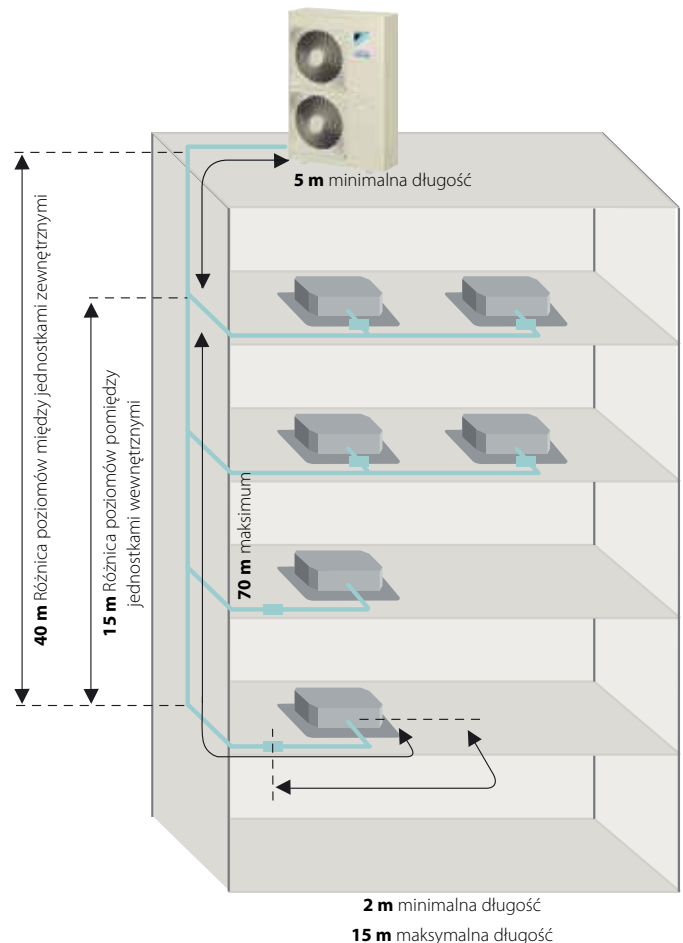 5 m minimalna długość
40 m Różnica poziomów między jednostkami zewnętrznymi
15 m Różnica poziomów pomiędzy
jednostkami wewnętrznymi
70 m maksimum
2 m minimalna długość
15 m maksymalna długość